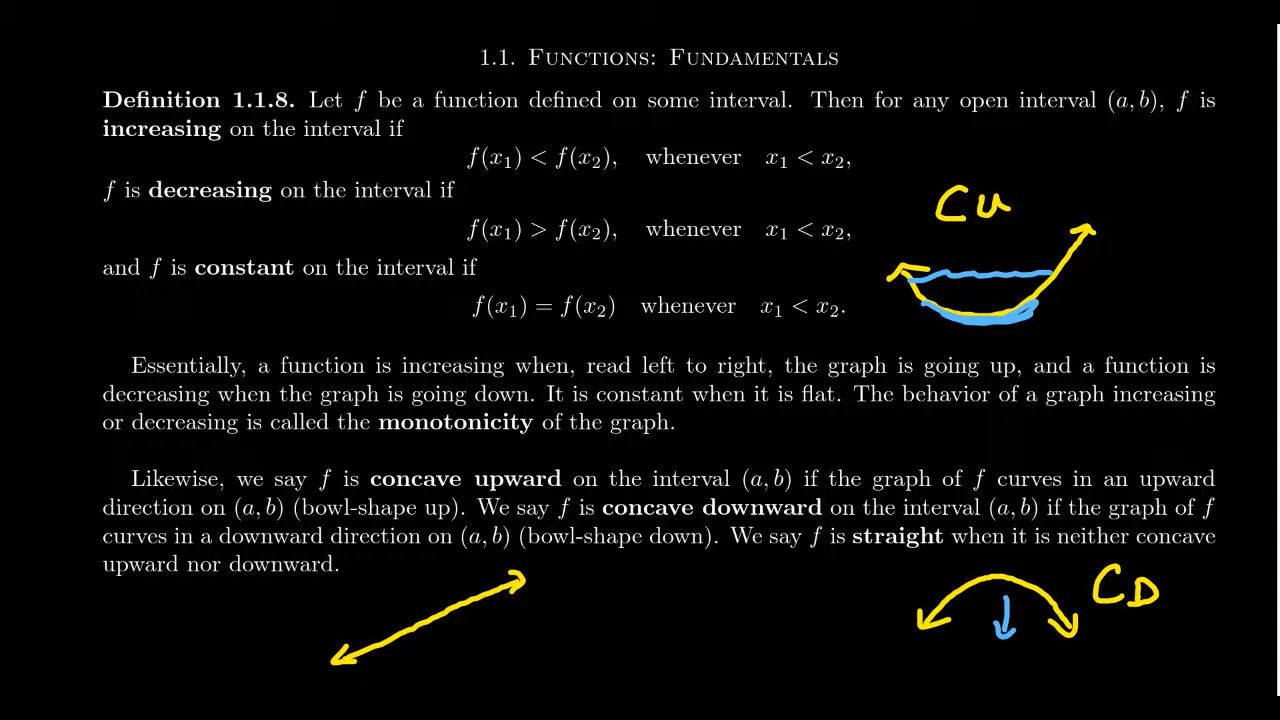 1.1. Functions: Fundamentals
Definition 1.1.8. Let f be a function defined on some interval. Then for any open interval (a, b), f is
increasing on the interval if
f(x₁) < f(x₂), whenever x₁ < x₂,
f is decreasing on the interval if
CU
f(x₁) > f(x₂), whenever x₁ < x₂,
and f is constant on the interval if
f(x₁) = f(x₂) whenever x₁ < x₂.
Essentially, a function is increasing when, read left to right, the graph is going up, and a function is
decreasing when the graph is going down. It is constant when it is flat. The behavior of a graph increasing
or decreasing is called the monotonicity of the graph.
Likewise, we say f is concave upward on the interval (a, b) if the graph of f curves in an upward
direction on (a, b) (bowl-shape up). We say f is concave downward on the interval (a, b) if the graph of f
curves in a downward direction on (a, b) (bowl-shape down). We say f is straight when it is neither concave
upward nor downward.
CD